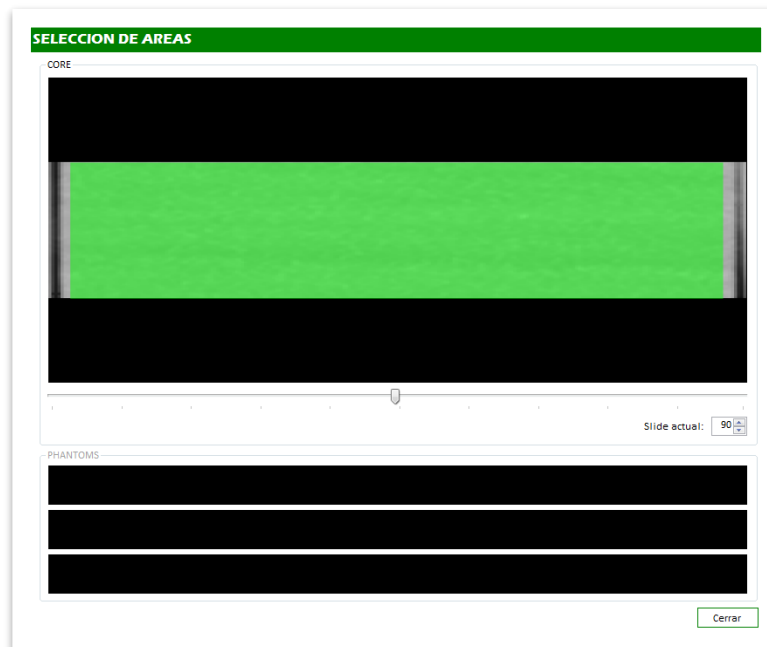 SELECCION DE AREAS
CORE
Slide actual: 90
PHANTOMS
Cerrar